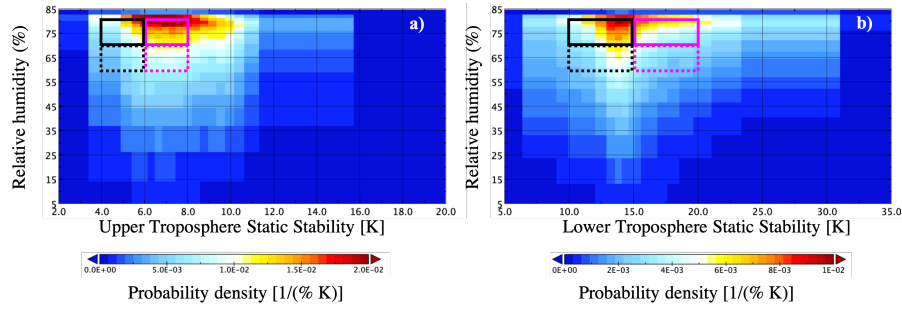 a)
85
75
65
55
45
35
25
15
5
Relative humidity (%)
2.0 4.0 6.0 8.0 10.0 12.0 14.0 16.0 18.0 20.0
Upper Troposphere Static Stability [K]
0.0E+00 5.0E-03 1.0E-02 1.5E-02 2.0E-02
Probability density [1/(% K)]
b)
85
75
65
55
45
35
25
15
5
Relative humidity (%)
5.0 10.0 15.0 20.0 25.0 30.0 35.0
Lower Troposphere Static Stability [K]
0E+00 2E-03 4E-03 6E-03 8E-03 1E-02
Probability density [1/(% K)]